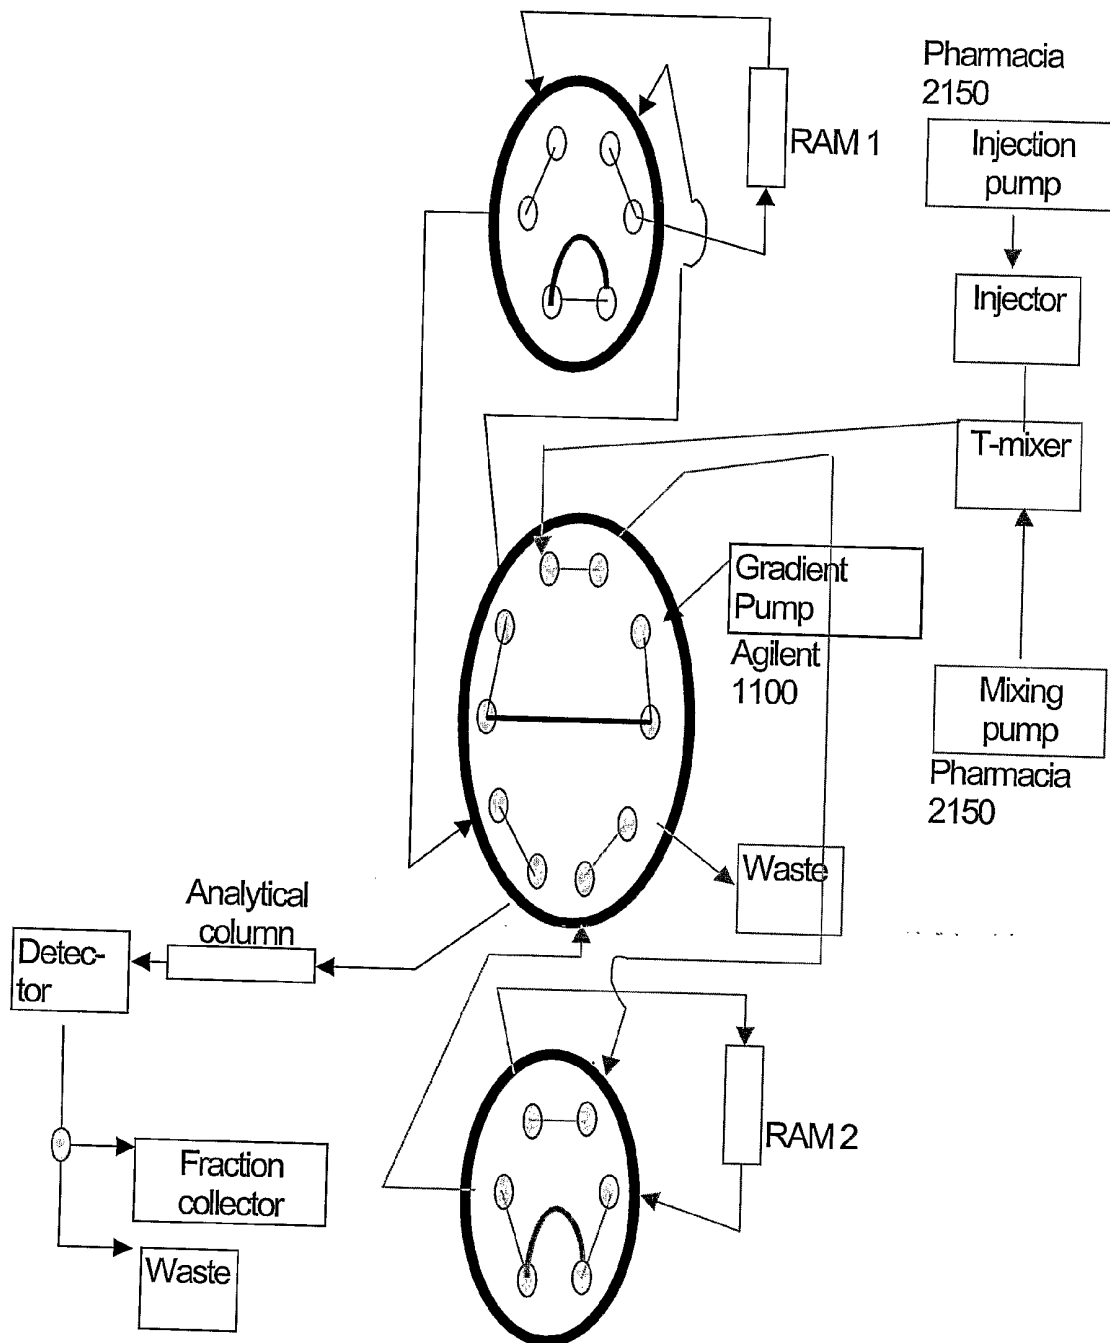 Pharmacia
2150
Injection
pump
RAM 1
Injector
T-mixer
Gradient
Pump
Agilent
1100
Mixing
pump
Pharmacia
2150
Waste
Analytical
column
Detec-
tor
RAM 2
Fraction
collector
Waste